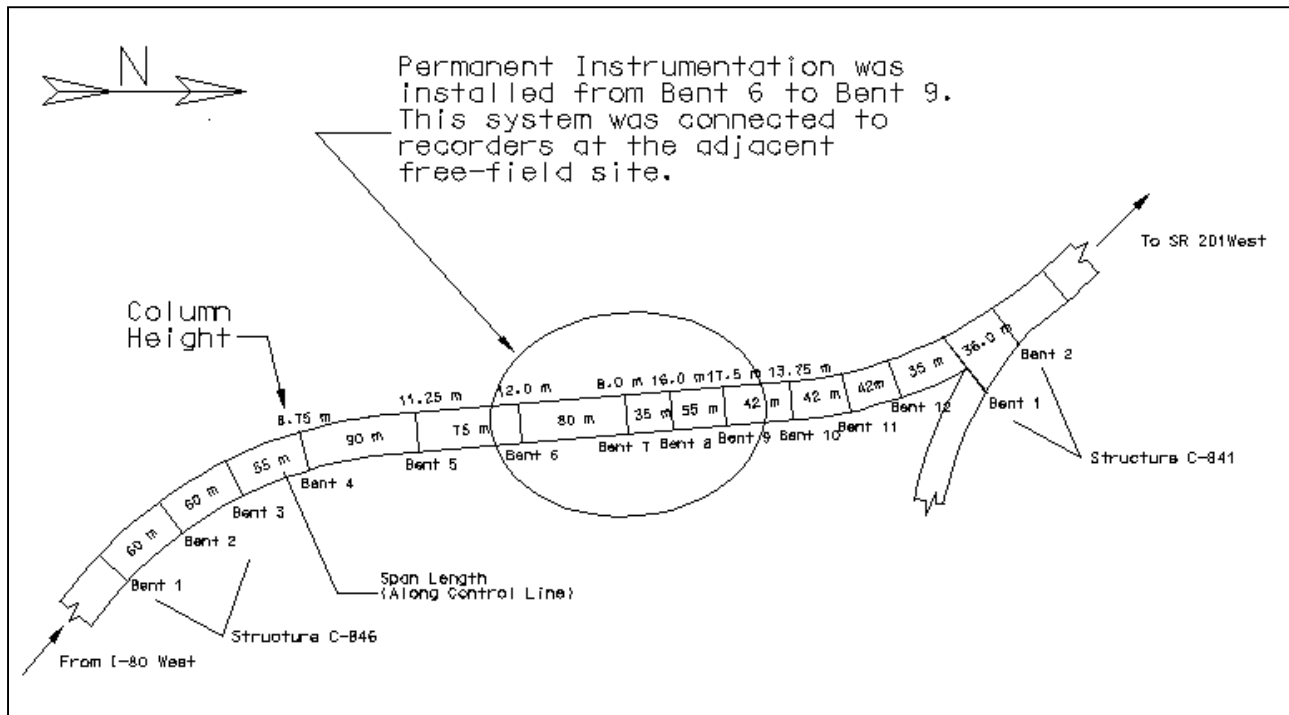 N
Permanent Instrumentation was
installed from Bent 6 to Bent 9.
This system was connected to
recorders at the adjacent
free-field site.
To SR 201West
Column
Height
8.75 m
11.25 m
12.0 m
8.0 m
16.0 m
17.5 m
13.75 m
60 m
60 m
55 m
90 m
75 m
80 m
35 m
55 m
42 m
42 m
42m
35 m
36.0 m
Bent 1
Bent 2
Bent 3
Bent 4
Bent 5
Bent 6
Bent 7
Bent 8
Bent 9
Bent 10
Bent 11
Bent 12
Bent 1
Bent 2
Structure C-841
Span Length
(Along Control Line)
Structure C-846
From I-80 West